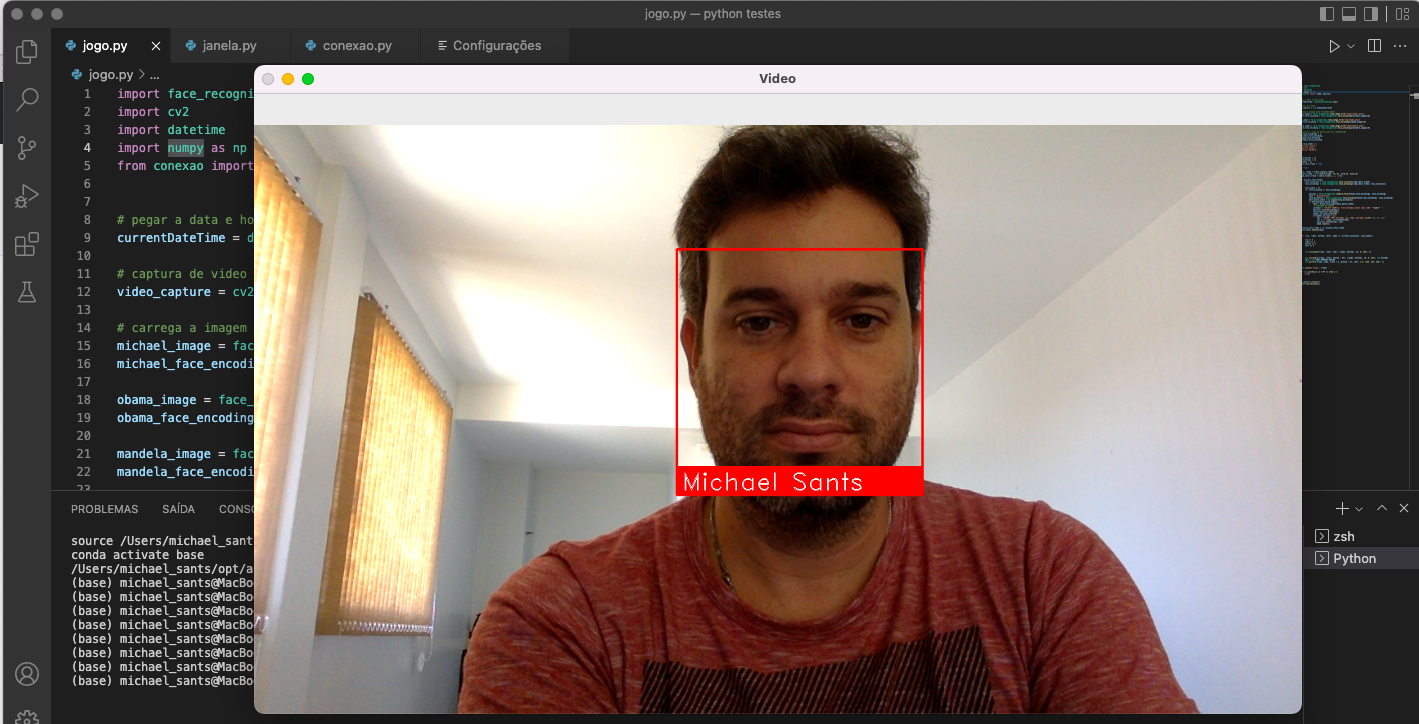 jogo.py — python testes
jogo.py
janela.py
conexao.py
Configurações
jogo.py > ...
Video
1 import face_recogni
2 import cv2
3 import datetime
4 import numpy as np
5 from conexao import
6
7
8 # pegar a data e ho
9 currentDateTime = d
10
11 # captura de video
12 video_capture = cv2
13
14 # carrega a imagem
15 michael_image = fac
16 michael_face_encodi
17
18 obama_image = face_
19 obama_face_encoding
20
21 mandela_image = fac
22 mandela_face_encodi
23
Michael Sants
PROBLEMAS SAÍDA CONSO
source /Users/michael_sant
conda activate base
/Users/michael_sants/opt/a
(base) michael_sants@MacBo
(base) michael_sants@MacBo
(base) michael_sants@MacBo
(base) michael_sants@MacBo
(base) michael_sants@MacBo
(base) michael_sants@MacBo
(base) michael_sants@MacBo
(base) michael_sants@MacBo
zsh
Python